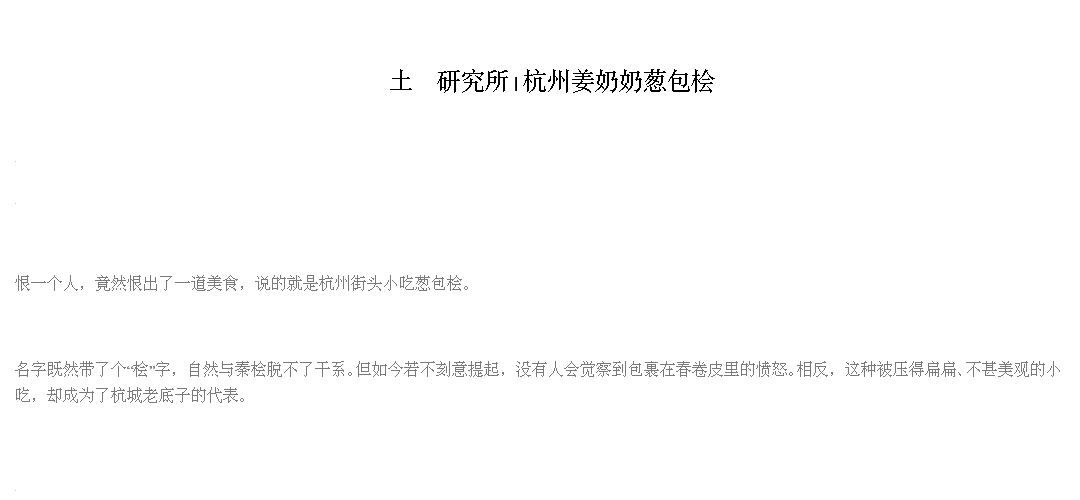 土　研究所|杭州姜奶奶葱包桧
恨一个人，竟然恨出了一道美食，说的就是杭州街头小吃葱包桧。
名字既然带了个“桧”字，自然与秦桧脱不了干系。但如今若不刻意提起，没有人会觉察到包裹在春卷皮里的愤怒。相反，这种被压得扁扁、不甚美观的小
吃，却成为了杭城老底子的代表。